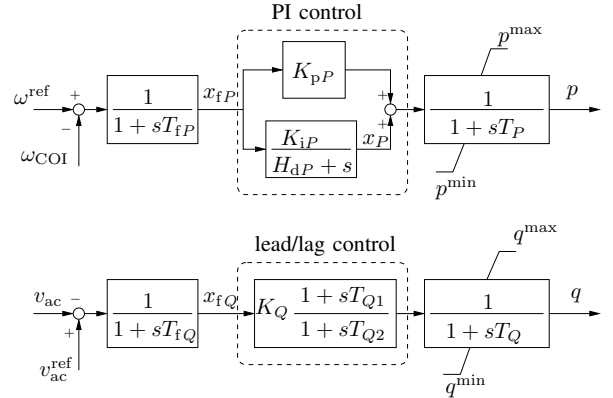 PI control
p^max
ω^ref + − ω_COI
1 / (1 + sT_fP)
x_fP
K_pP
K_iP / (H_dP + s)
x_P
+ +
1 / (1 + sT_P)
p
p^min
lead/lag control
q^max
v_ac − + v_ac^ref
1 / (1 + sT_fQ)
x_fQ
K_Q (1 + sT_Q1) / (1 + sT_Q2)
1 / (1 + sT_Q)
q
q^min